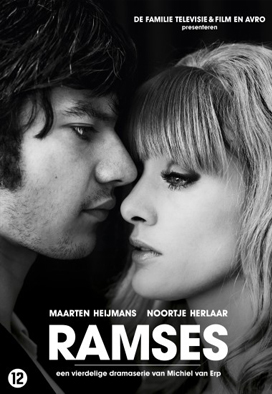 DE FAMILIE TELEVISIE & FILM EN AVRO
presenteren
MAARTEN HEIJMANS NOORTJE HERLAAR
RAMSES
een vierdelige dramaserie van Michiel van Erp
12